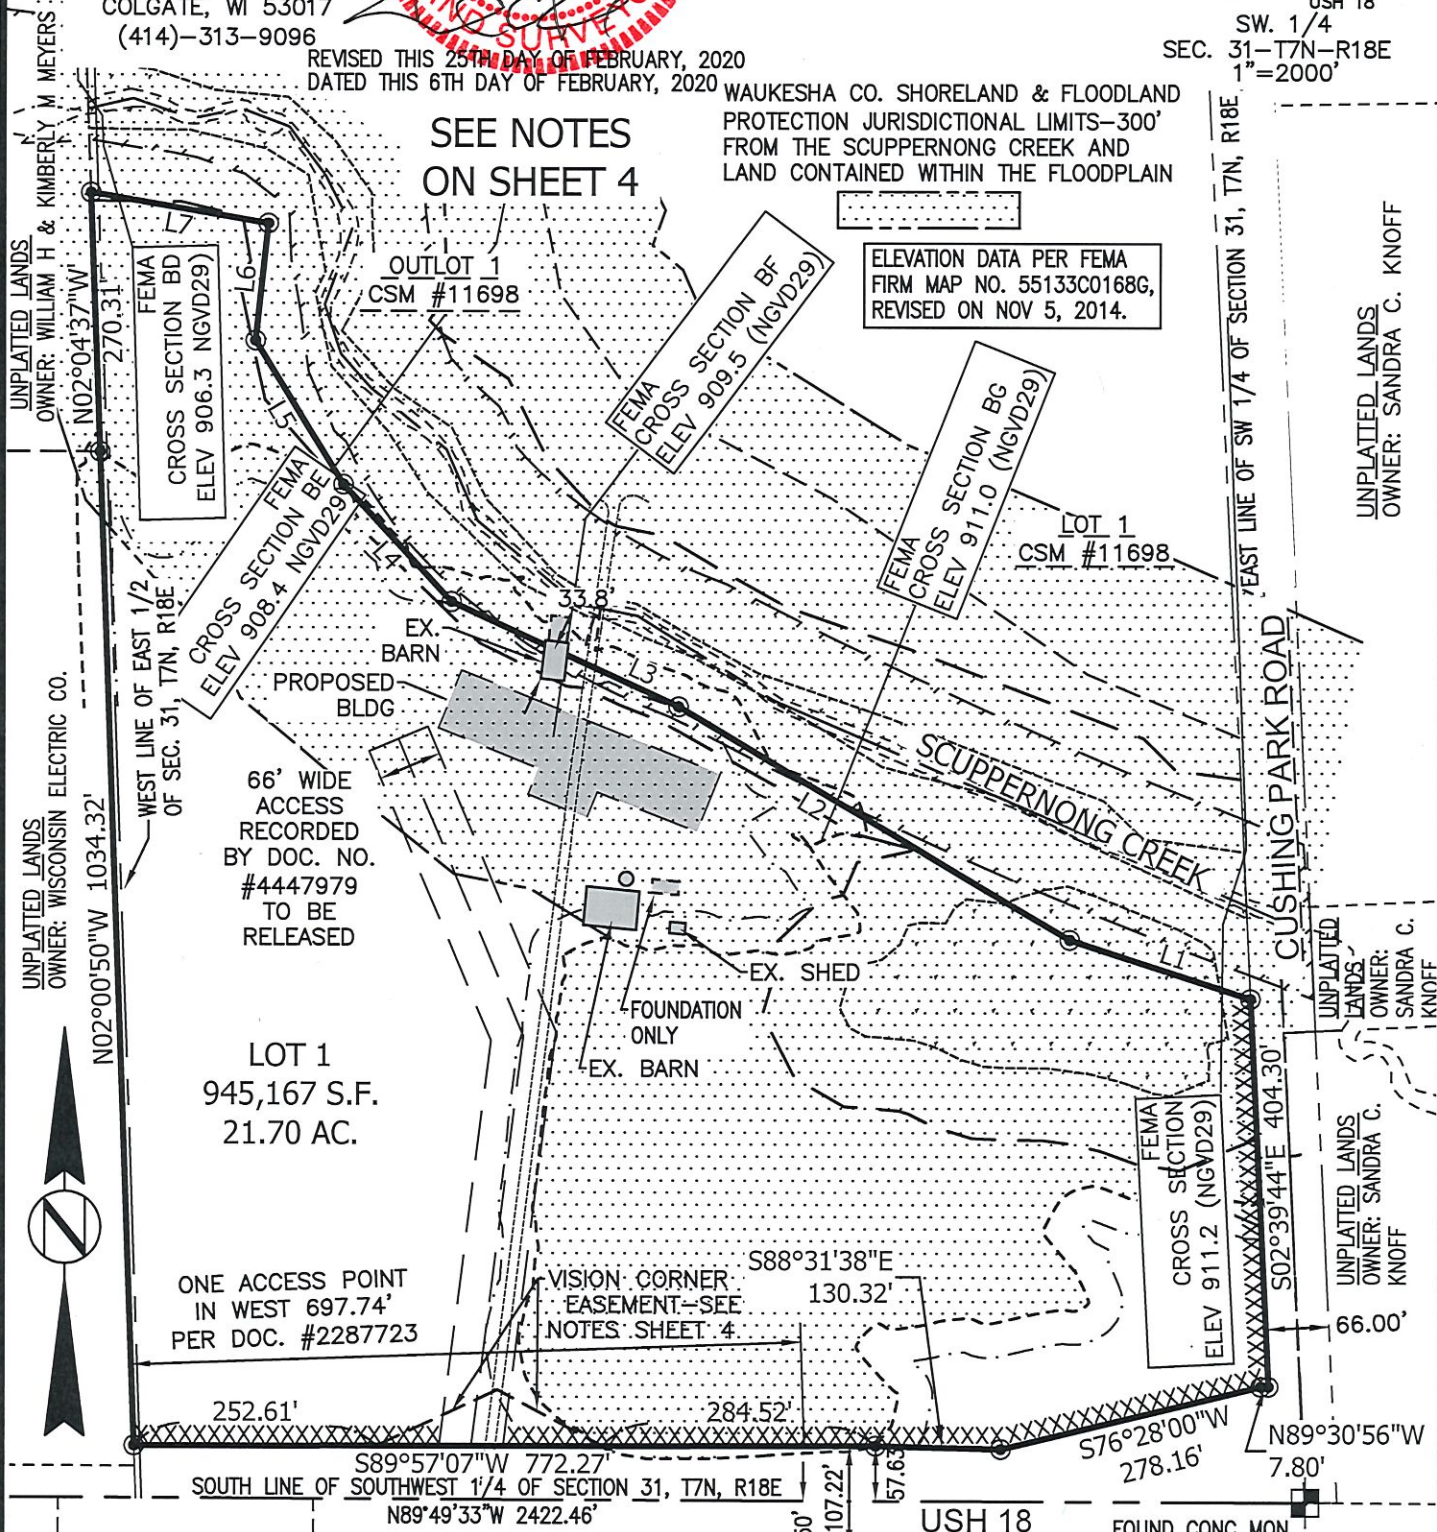 COLGATE, WI 53017
(414)-313-9096
LAND SURVEYOR
REVISED THIS 25TH DAY OF FEBRUARY, 2020
DATED THIS 6TH DAY OF FEBRUARY, 2020
USH 18
SW. 1/4
SEC. 31-T7N-R18E
1"=2000'
SEE NOTES
ON SHEET 4
WAUKESHA CO. SHORELAND & FLOODLAND
PROTECTION JURISDICTIONAL LIMITS-300'
FROM THE SCUPPERNONG CREEK AND
LAND CONTAINED WITHIN THE FLOODPLAIN
ELEVATION DATA PER FEMA
FIRM MAP NO. 55133C0168G,
REVISED ON NOV 5, 2014.
UNPLATTED LANDS
OWNER: WILLIAM H & KIMBERLY M MEYERS
N02°04'37"W
270.31'
L7
L6
L5
L4
L3
L2
L1
FEMA
CROSS SECTION BD
ELEV 906.3 NGVD29)
OUTLOT 1
CSM #11698
FEMA
CROSS SECTION BE
ELEV 908.4 NGVD29)
FEMA
CROSS SECTION BF
ELEV 909.5 (NGVD29)
FEMA
CROSS SECTION BG
ELEV 911.0 (NGVD29)
LOT 1
CSM #11698
EAST LINE OF SW 1/4 OF SECTION 31, T7N, R18E
UNPLATTED LANDS
OWNER: SANDRA C. KNOFF
CUSHING PARK ROAD
SCUPPERNONG CREEK
33.8'
EX.
BARN
PROPOSED
BLDG
WEST LINE OF EAST 1/2
OF SEC. 31, T7N, R18E
UNPLATTED LANDS
OWNER: WISCONSIN ELECTRIC CO.
N02°00'50"W 1034.32'
66' WIDE
ACCESS
RECORDED
BY DOC. NO.
#4447979
TO BE
RELEASED
EX. SHED
FOUNDATION
ONLY
EX. BARN
UNPLATTED
LANDS
OWNER:
SANDRA C.
KNOFF
LOT 1
945,167 S.F.
21.70 AC.
N
FEMA
CROSS SECTION
ELEV 911.2 (NGVD29)
S02°39'44"E 404.30'
UNPLATTED LANDS
OWNER: SANDRA C.
KNOFF
66.00'
ONE ACCESS POINT
IN WEST 697.74'
PER DOC. #2287723
VISION CORNER
EASEMENT-SEE
NOTES SHEET 4
S88°31'38"E
130.32'
252.61'
284.52'
S89°57'07"W 772.27'
S76°28'00"W
278.16'
N89°30'56"W
7.80'
SOUTH LINE OF SOUTHWEST 1/4 OF SECTION 31, T7N, R18E
N89°49'33"W 2422.46'
107.22'
57.63'
USH 18
FOUND CONC. MON